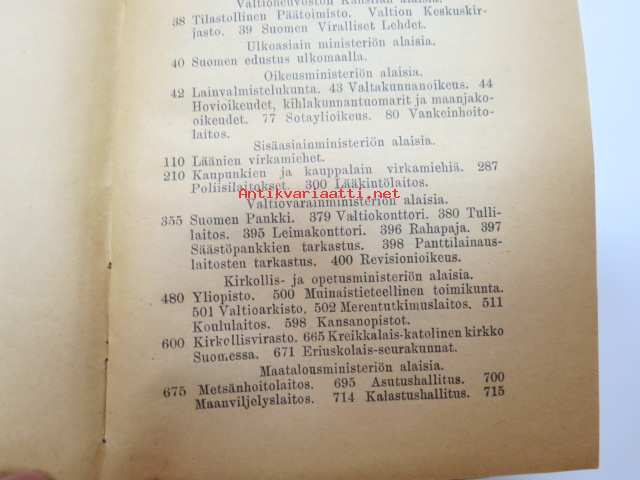 Valtioneuvoston Kanslian alaisia.
38 Tilastollinen Päätoimisto. Valtion Keskuskir-
jasto. 39 Suomen Viralliset Lehdet.
Ulkoasiain ministeriön alaisia.
40 Suomen edustus ulkomaalla.
Oikeusministeriön alaisia.
42 Lainvalmistelukunta. 43 Valtakunnanoikeus. 44
Hovioikeudet, kihlakunnantuomarit ja maanjako-
oikeudet. 77 Sotaylioikeus. 80 Vankeinhoito-
laitos.
Sisäasiainministeriön alaisia.
110 Läänien virkamiehet.
210 Kaupunkien ja kauppalain virkamiehiä. 287
Poliisilaitokset. 300 Lääkintölaitos.
Antikvariaatti.net
Valtiovarainministeriön alaisia.
355 Suomen Pankki. 379 Valtiokonttori. 380 Tulli-
laitos. 395 Leimakonttori. 396 Rahapaja. 397
Säästöpankkien tarkastus. 398 Panttilainaus-
laitosten tarkastus. 400 Revisionioikeus.
Kirkollis- ja opetusministeriön alaisia.
480 Yliopisto. 500 Muinaistieteellinen toimikunta.
501 Valtioarkisto. 502 Merentutkimuslaitos. 511
Koululaitos. 598 Kansanopistot.
600 Kirkollisvirasto. 665 Kreikkalais-katolinen kirkko
Suomessa. 671 Eriuskolais-seurakunnat.
Maatalousministeriön alaisia.
675 Metsänhoitolaitos. 695 Asutushallitus. 700
Maanviljelyslaitos. 714 Kalastushallitus. 715